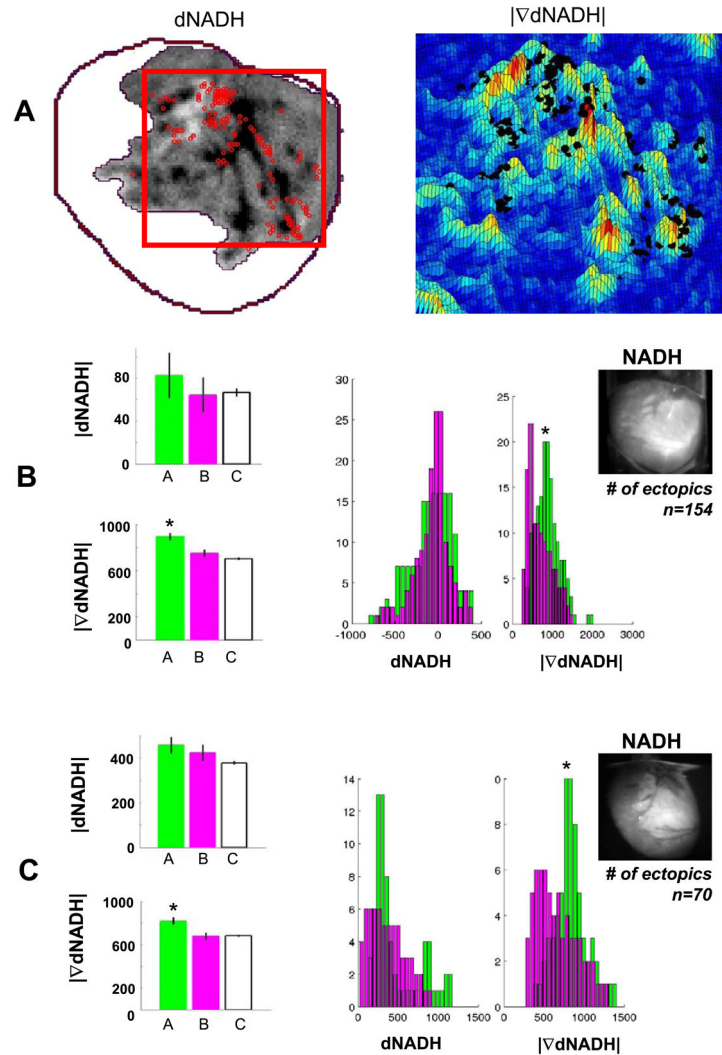 dNADH
|∇dNADH|
A
|dNADH|
80
40
0
A B C
|∇dNADH|
1000
600
200
0
*
A B C
B
30
25
20
15
10
5
0
-1000 -500 0 500
dNADH
25
20
15
10
5
0
*
0 1000 2000 3000
|∇dNADH|
NADH
# of ectopics
n=154
|dNADH|
400
200
0
A B C
C
|∇dNADH|
1000
600
200
0
*
A B C
14
12
10
8
6
4
2
0
0 500 1000 1500
dNADH
0
8
6
4
2
0
*
0 500 1000 1500
|∇dNADH|
NADH
# of ectopics
n=70